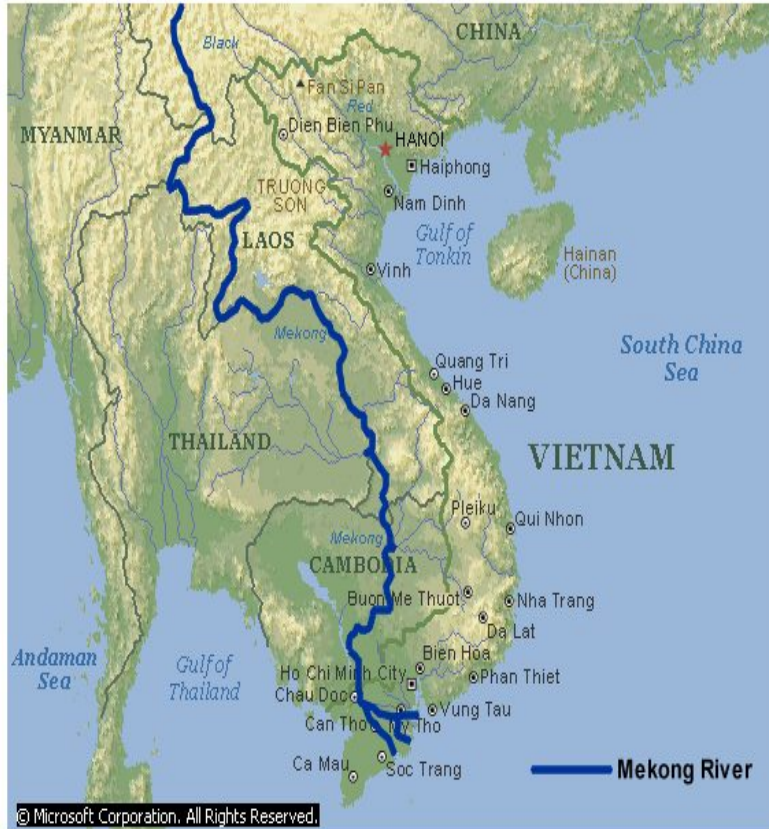 Black
CHINA
Fan Si Pan
Red
Dien Bien Phu
MYANMAR
HANOI
Haiphong
TRUONG
SON
Nam Dinh
LAOS
Gulf of
Tonkin
Hainan
(China)
Vinh
Mekong
South China
Sea
Quang Tri
Hue
Da Nang
THAILAND
VIETNAM
Pleiku
Qui Nhon
Mekong
CAMBODIA
Buon Me Thuot
Nha Trang
Da Lat
Andaman
Sea
Gulf of
Thailand
Bien Hoa
Ho Chi Minh City
Phan Thiet
Chau Doc
Can Tho
My Tho
Vung Tau
Ca Mau
Soc Trang
Mekong River
© Microsoft Corporation. All Rights Reserved.